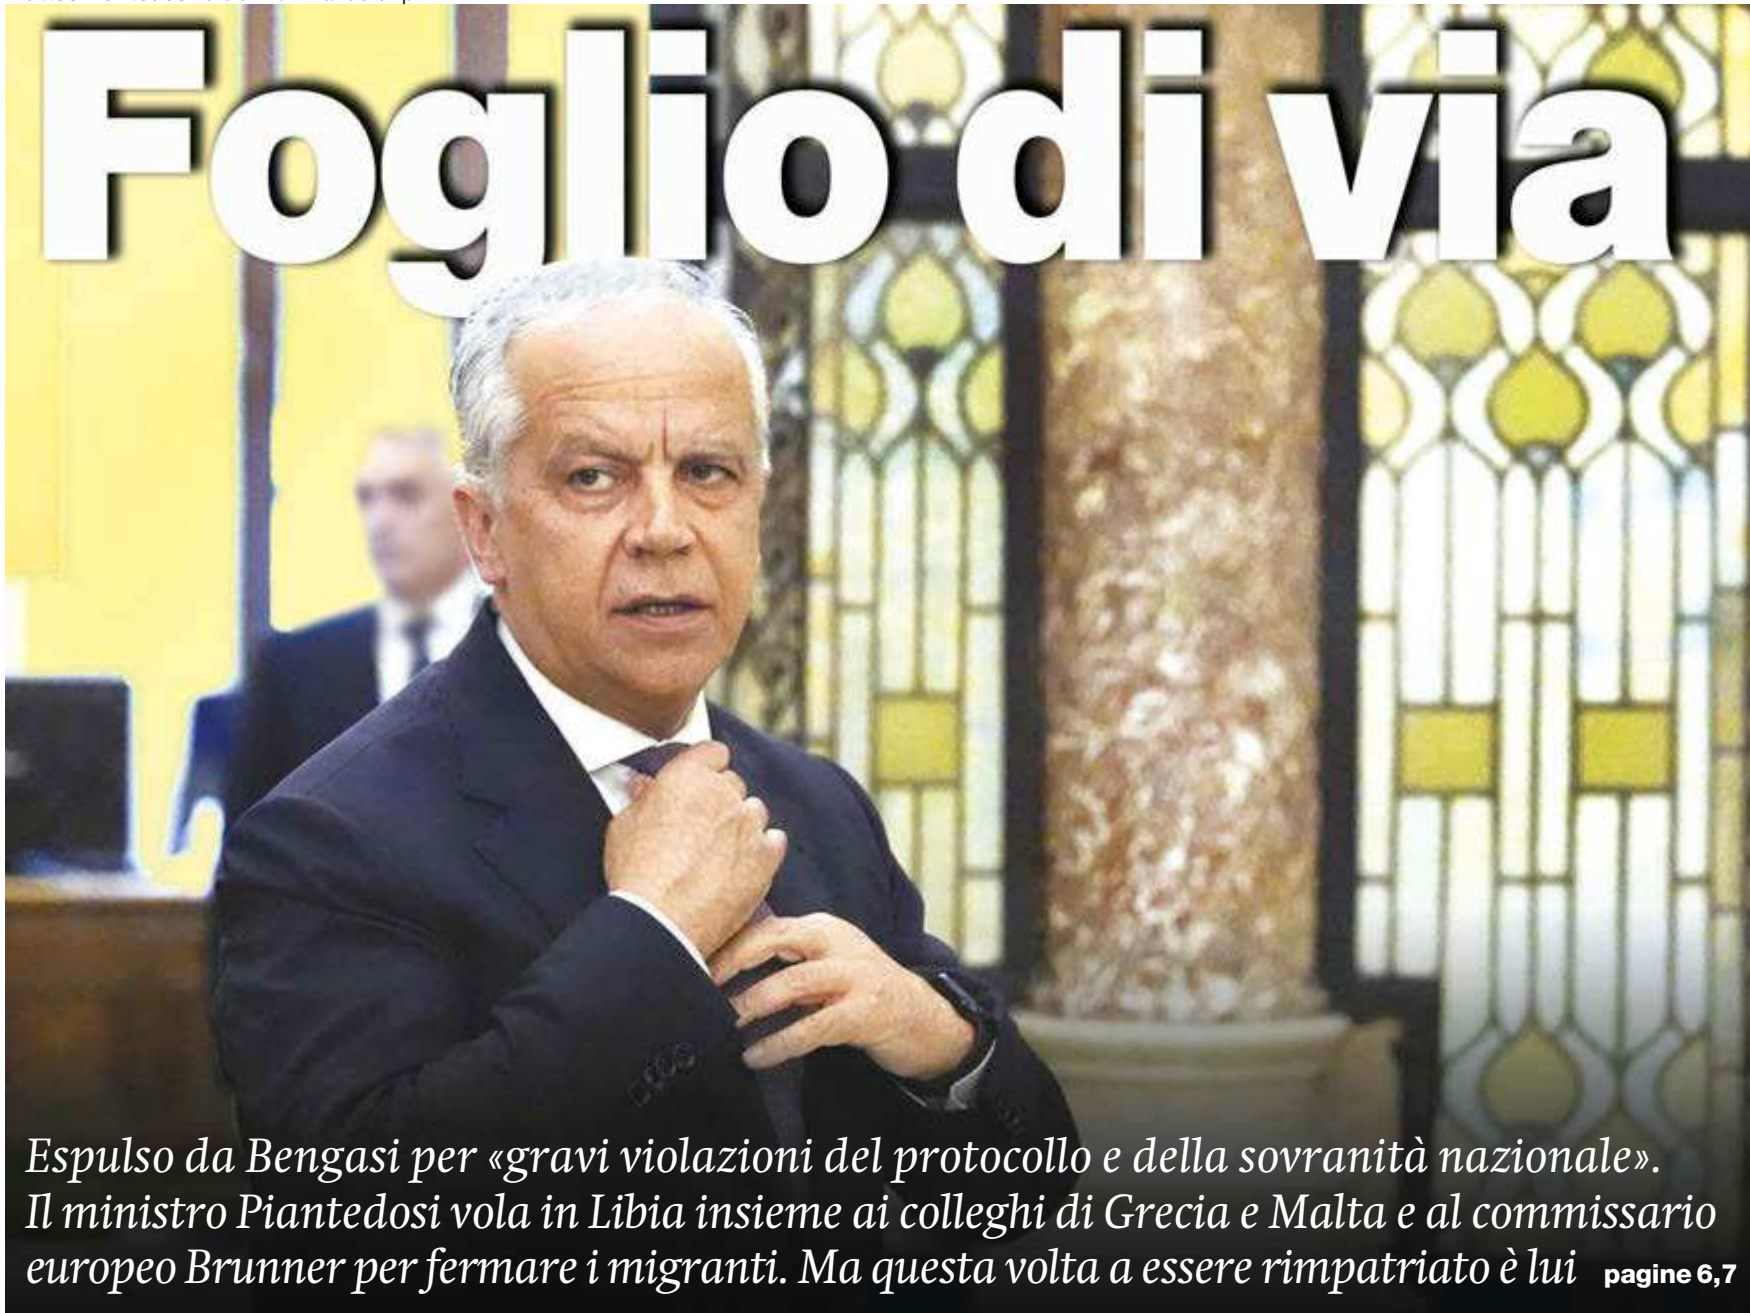 Foglio di via
Espulso da Bengasi per «gravi violazioni del protocollo e della sovranità nazionale».
Il ministro Piantedosi vola in Libia insieme ai colleghi di Grecia e Malta e al commissario
europeo Brunner per fermare i migranti. Ma questa volta a essere rimpatriato è lui pagine 6,7